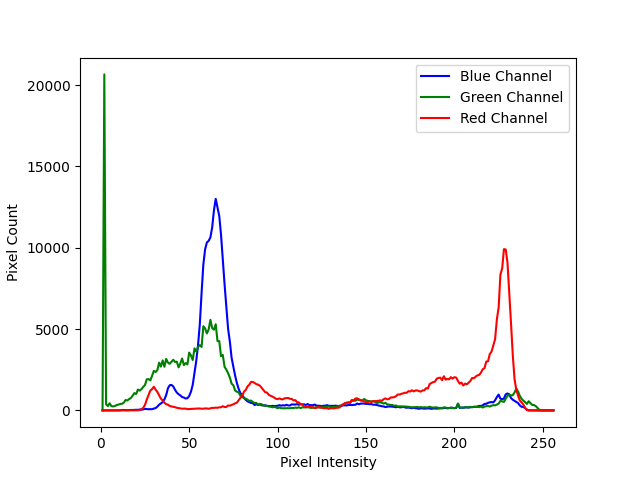 Blue Channel
Green Channel
Red Channel
20000
15000
10000
5000
0
Pixel Count
0 50 100 150 200 250
Pixel Intensity